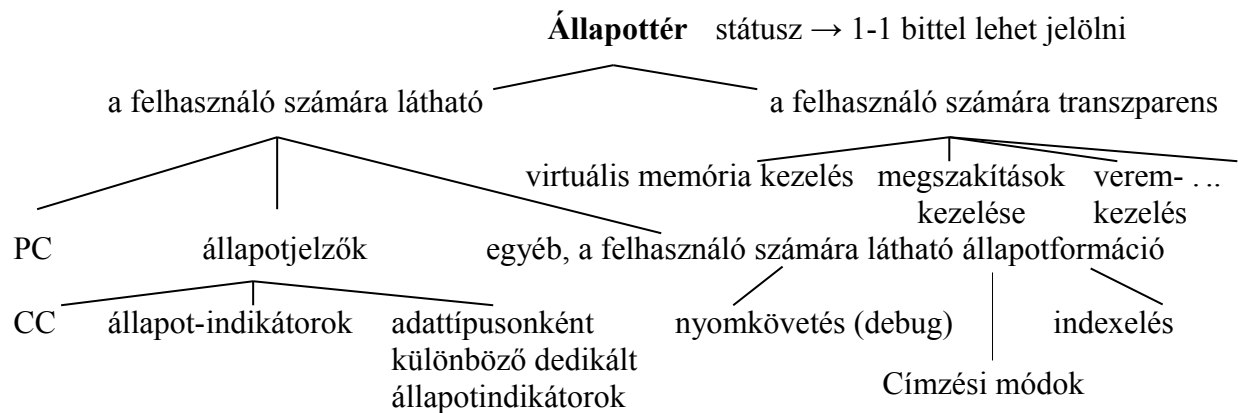 Állapottér státusz → 1-1 bittel lehet jelölni
a felhasználó számára látható
a felhasználó számára transzparens
virtuális memória kezelés
megszakítások
kezelése
verem-
kezelés
...
PC
állapotjelzők
egyéb, a felhasználó számára látható állapotformáció
CC
állapot-indikátorok
adattípusonként
különböző dedikált
állapotindikátorok
nyomkövetés (debug)
Címzési módok
indexelés